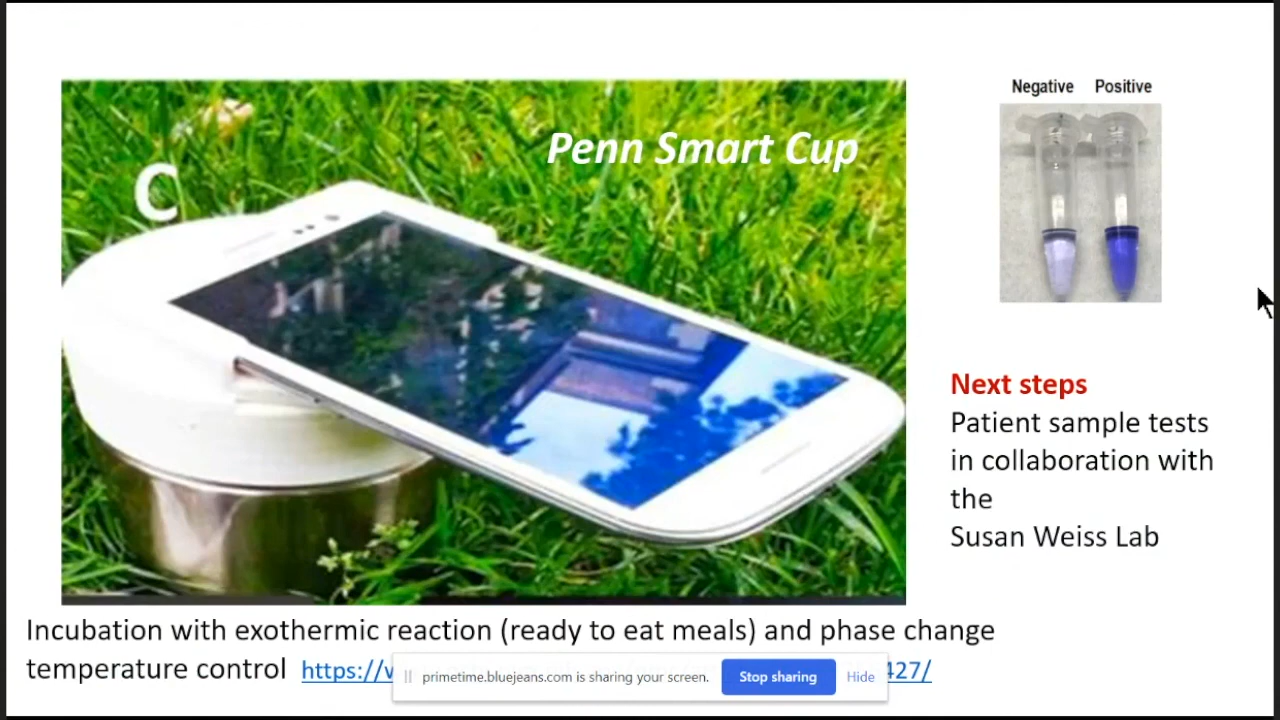 Negative Positive
Penn Smart Cup
C
Next steps
Patient sample tests
in collaboration with
the
Susan Weiss Lab
Incubation with exothermic reaction (ready to eat meals) and phase change
temperature control https://
427/
primetime.bluejeans.com is sharing your screen. Stop sharing Hide